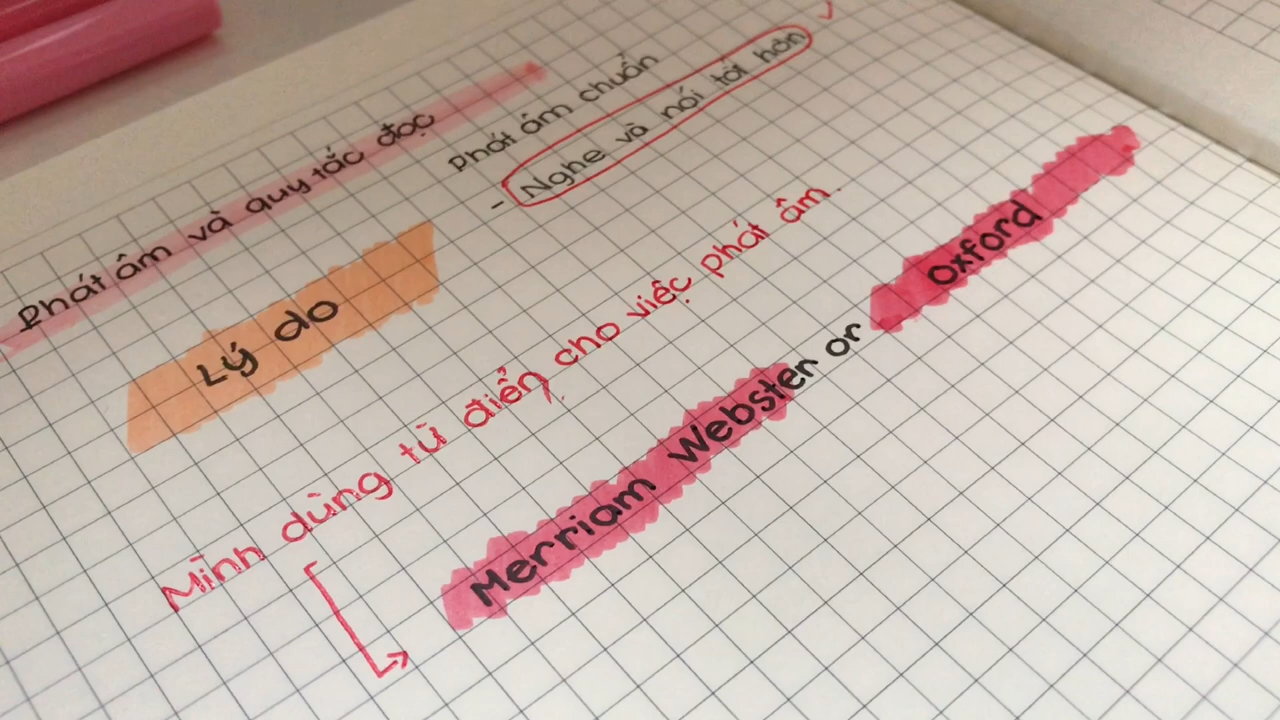 Phát âm và quy tắc đọc
Lý do
Phát âm chuẩn
- Nghe và nói tốt hơn
Mình dùng từ điển cho việc phát âm.
Merriam Webster or Oxford